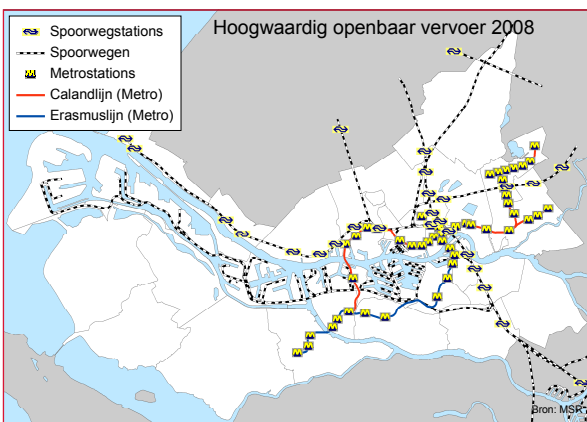 Hoogwaardig openbaar vervoer 2008
Spoorwegstations
Spoorwegen
Metrostations
Calandlijn (Metro)
Erasmuslijn (Metro)
Bron: MSR